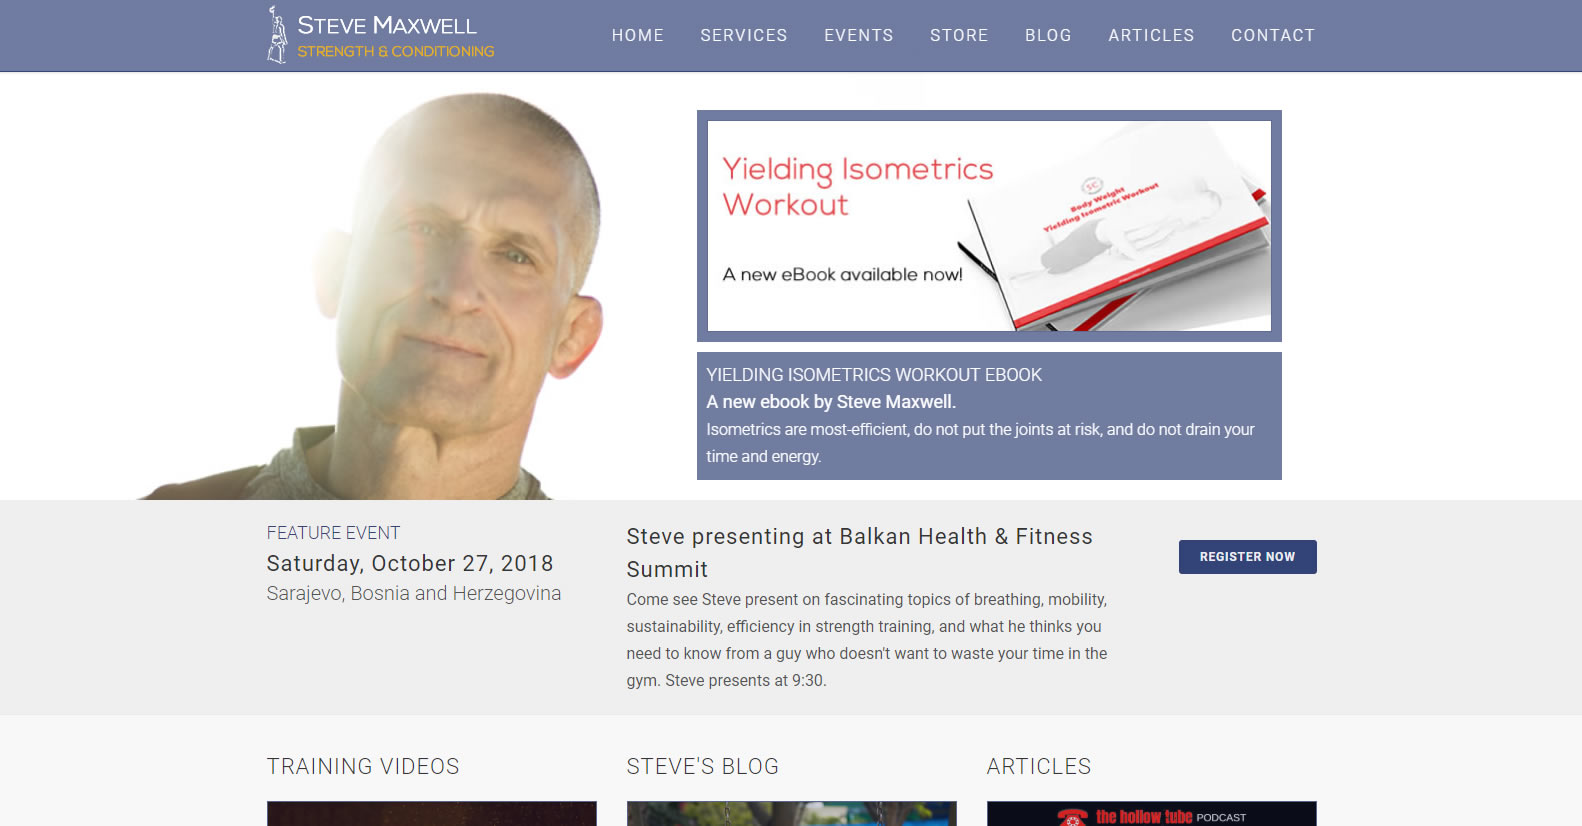 STEVE MAXWELL
STRENGTH & CONDITIONING
HOME SERVICES EVENTS STORE BLOG ARTICLES CONTACT
Yielding Isometrics
Workout
A new eBook available now!
SC
Body Weight
Yielding Isometric Workout
YIELDING ISOMETRICS WORKOUT EBOOK
A new ebook by Steve Maxwell.
Isometrics are most-efficient, do not put the joints at risk, and do not drain your
time and energy.
FEATURE EVENT
Saturday, October 27, 2018
Sarajevo, Bosnia and Herzegovina
Steve presenting at Balkan Health & Fitness
Summit
Come see Steve present on fascinating topics of breathing, mobility,
sustainability, efficiency in strength training, and what he thinks you
need to know from a guy who doesn't want to waste your time in the
gym. Steve presents at 9:30.
REGISTER NOW
TRAINING VIDEOS
STEVE'S BLOG
ARTICLES
the hollow tube PODCAST